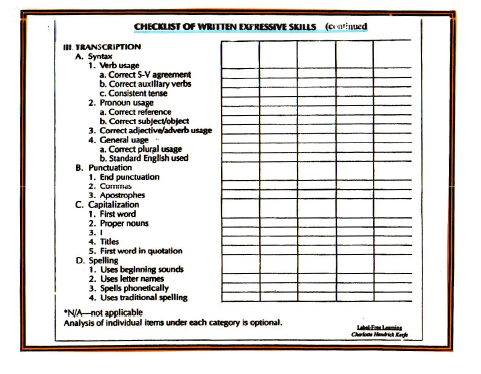 CHECKLIST OF WRITTEN EXPRESSIVE SKILLS (continued
III. TRANSCRIPTION
A. Syntax
1. Verb usage
a. Correct S-V agreement
b. Correct auxiliary verbs
c. Consistent tense
2. Pronoun usage
a. Correct reference
b. Correct subject/object
3. Correct adjective/adverb usage
4. General uage
a. Correct plural usage
b. Standard English used
B. Punctuation
1. End punctuation
2. Commas
3. Apostrophes
C. Capitalization
1. First word
2. Proper nouns
3. I
4. Titles
5. First word in quotation
D. Spelling
1. Uses beginning sounds
2. Uses letter names
3. Spells phonetically
4. Uses traditional spelling
*N/A—not applicable
Analysis of individual items under each category is optional.
Label-Free Learning
Charlotte Hendrick Keefe